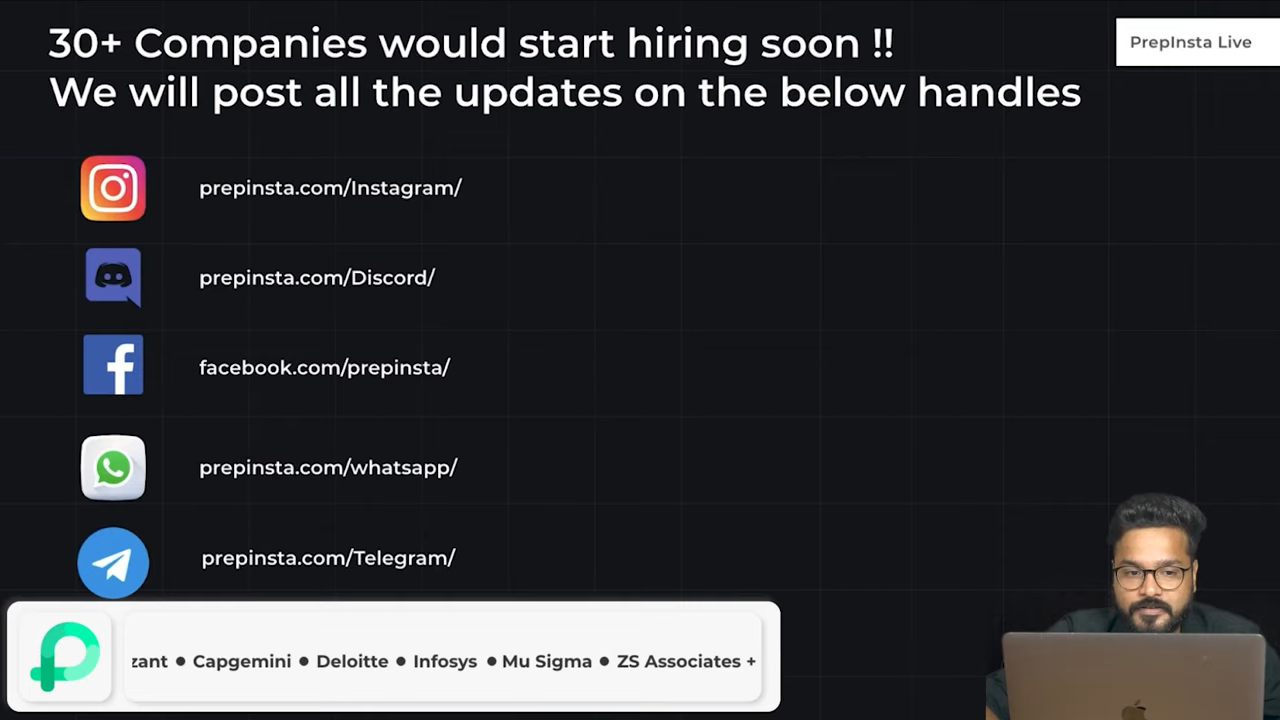 30+ Companies would start hiring soon !!
PrepInsta Live
We will post all the updates on the below handles
prepinsta.com/Instagram/
prepinsta.com/Discord/
facebook.com/prepinsta/
prepinsta.com/whatsapp/
prepinsta.com/Telegram/
zant • Capgemini • Deloitte • Infosys • Mu Sigma • ZS Associates +